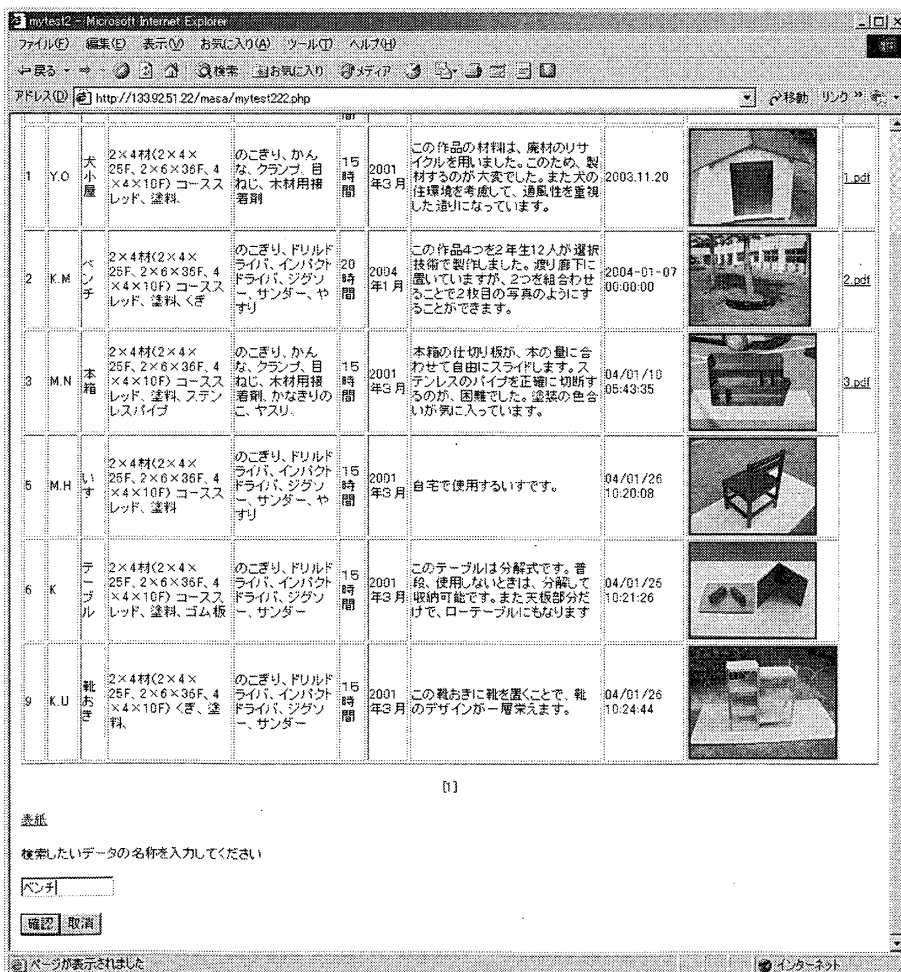 mytest2 - Microsoft Internet Explorer
ファイル(F) 編集(E) 表示(V) お気に入り(A) ツール(T) ヘルプ(H)
戻る 検索 お気に入り メディア
アドレス(D) http://133.92.51.22/masa/mytest222.php 移動 リンク »
間
1
Y.O
犬
小
屋
2×4材(2×4×
25F、2×6×36F、4
×4×10F) コースス
レッド、塗料、
のこぎり、かん
な、クランプ、目
ねじ、木材用接
着剤
15
時
間
2001
年3月
この作品の材料は、廃材のリサ
イクルを用いました。このため、製
材するのが大変でした。また犬の
住環境を考慮して、通風性を重視
した造りになっています。
2003.11.20
1.pdf
2
K.M
ベ
ン
チ
2×4材(2×4×
25F、2×6×36F、4
×4×10F) コースス
レッド、塗料、くぎ
のこぎり、ドリルド
ライバ、インパクト
ドライバ、ジグソ
ー、サンダー、や
すり
20
時
間
2004
年1月
この作品4つを2年生12人が選択
技術で製作しました。渡り廊下に
置いていますが、2つを組合わせ
ることで2枚目の写真のようにす
ることができます。
2004-01-07
00:00:00
2.pdf
3
M.N
本
箱
2×4材(2×4×
25F、2×6×36F、4
×4×10F) コースス
レッド、塗料、ステン
レスパイプ
のこぎり、かん
な、クランプ、目
ねじ、木材用接
着剤、かなきりの
こ、ヤスリ、
15
時
間
2001
年3月
本箱の仕切り板が、本の量に合
わせて自由にスライドします。ス
テンレスのパイプを正確に切断す
るのが、困難でした。塗装の色合
いが気に入っています。
04/01/10
05:43:35
3.pdf
5
M.H
い
す
2×4材(2×4×
25F、2×6×36F、4
×4×10F) コースス
レッド、塗料
のこぎり、ドリルド
ライバ、インパクト
ドライバ、ジグソ
ー、サンダー、や
すり
15
時
間
2001
年3月
自宅で使用するいすです。
04/01/26
10:20:08
6
K
テ
ー
ブ
ル
2×4材(2×4×
25F、2×6×36F、4
×4×10F) コースス
レッド、塗料、ゴム板
のこぎり、ドリルド
ライバ、インパクト
ドライバ、ジグソ
ー、サンダー
15
時
間
2001
年3月
このテーブルは分解式です。普
段、使用しないときは、分解して
収納可能です。また天板部分だ
けで、ローテーブルにもなります
04/01/26
10:21:26
9
K.U
靴
お
き
2×4材(2×4×
25F、2×6×36F、4
×4×10F) くぎ、塗
料、
のこぎり、ドリルド
ライバ、インパクト
ドライバ、ジグソ
ー、サンダー
15
時
間
2001
年3月
この靴おきに靴を置くことで、靴
のデザインが一層栄えます。
04/01/26
10:24:44
[1]
表紙
検索したいデータの名称を入力してください
ベンチ
確認 取消
ページが表示されました インターネット